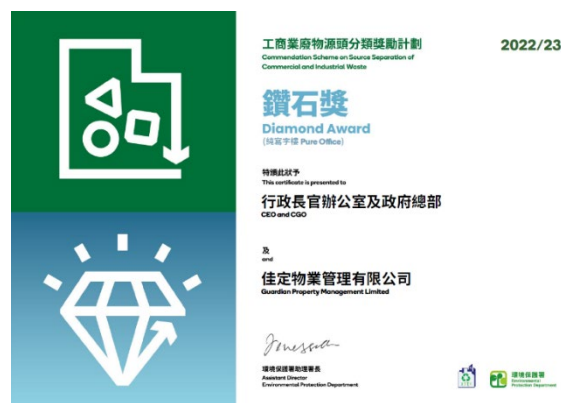 工商業廢物源頭分類獎勵計劃
Commendation Scheme on Source Separation of
Commercial and Industrial Waste
2022/23
鑽石獎
Diamond Award
(純寫字樓 Pure Office)
特頒此狀予
This certificate is presented to
行政長官辦公室及政府總部
CEO and CGO
及
and
佳定物業管理有限公司
Guardian Property Management Limited
環境保護署助理署長
Assistant Director
Environmental Protection Department
環境保護署
Environmental
Protection Department